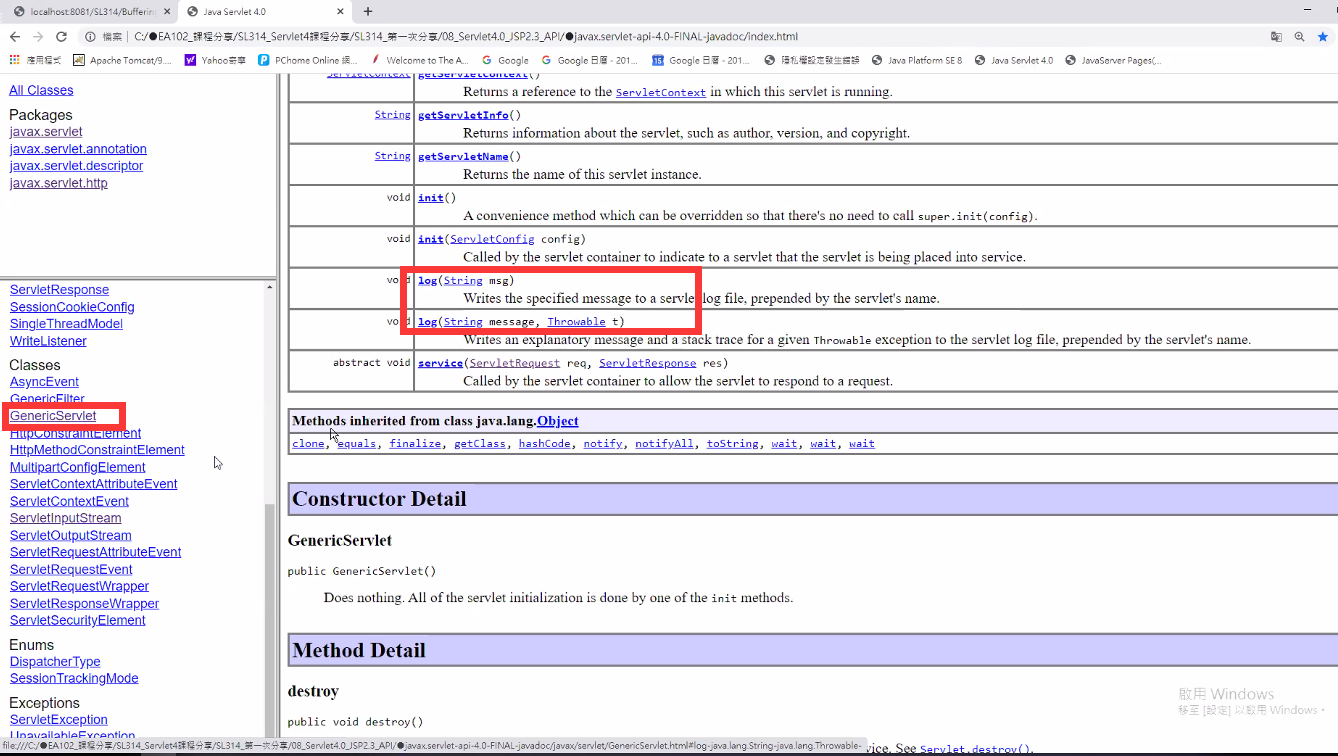 localhost:8081/SL314/Bufferin
Java Servlet 4.0
檔案 | C:/●EA102_課程分享/SL314_Servlet4課程分享/SL314_第一次分享/08_Servlet4.0_JSP2.3_API/●javax.servlet-api-4.0-FINAL-javadoc/index.html
應用程式 Apache Tomcat/9.... Yahoo奇摩 PChome Online 網... Welcome to The A... Google Google 日曆 - 201... Google 日曆 - 201... 隱私權設定發生錯誤 Java Platform SE 8 Java Servlet 4.0 JavaServer Pages(...
All Classes
Packages
javax.servlet
javax.servlet.annotation
javax.servlet.descriptor
javax.servlet.http
ServletResponse
SessionCookieConfig
SingleThreadModel
WriteListener
Classes
AsyncEvent
GenericFilter
GenericServlet
HttpConstraintElement
HttpMethodConstraintElement
MultipartConfigElement
ServletContextAttributeEvent
ServletContextEvent
ServletInputStream
ServletOutputStream
ServletRequestAttributeEvent
ServletRequestEvent
ServletRequestWrapper
ServletResponseWrapper
ServletSecurityElement
Enums
DispatcherType
SessionTrackingMode
Exceptions
ServletException
UnavailableException
ServletContext getServletContext()
Returns a reference to the ServletContext in which this servlet is running.
String getServletInfo()
Returns information about the servlet, such as author, version, and copyright.
String getServletName()
Returns the name of this servlet instance.
void init()
A convenience method which can be overridden so that there's no need to call super.init(config).
void init(ServletConfig config)
Called by the servlet container to indicate to a servlet that the servlet is being placed into service.
void log(String msg)
Writes the specified message to a servlet log file, prepended by the servlet's name.
void log(String message, Throwable t)
Writes an explanatory message and a stack trace for a given Throwable exception to the servlet log file, prepended by the servlet's name.
abstract void service(ServletRequest req, ServletResponse res)
Called by the servlet container to allow the servlet to respond to a request.
Methods inherited from class java.lang.Object
clone, equals, finalize, getClass, hashCode, notify, notifyAll, toString, wait, wait, wait
Constructor Detail
GenericServlet
public GenericServlet()
Does nothing. All of the servlet initialization is done by one of the init methods.
Method Detail
destroy
public void destroy()
啟用 Windows
移至 [設定] 以啟用 Windows。
file:///C:/●EA102_課程分享/SL314_Servlet4課程分享/SL314_第一次分享/08_Servlet4.0_JSP2.3_API/●javax.servlet-api-4.0-FINAL-javadoc/javax/servlet/GenericServlet.html#log-java.lang.String-java.lang.Throwable-
vice. See Servlet.destroy().